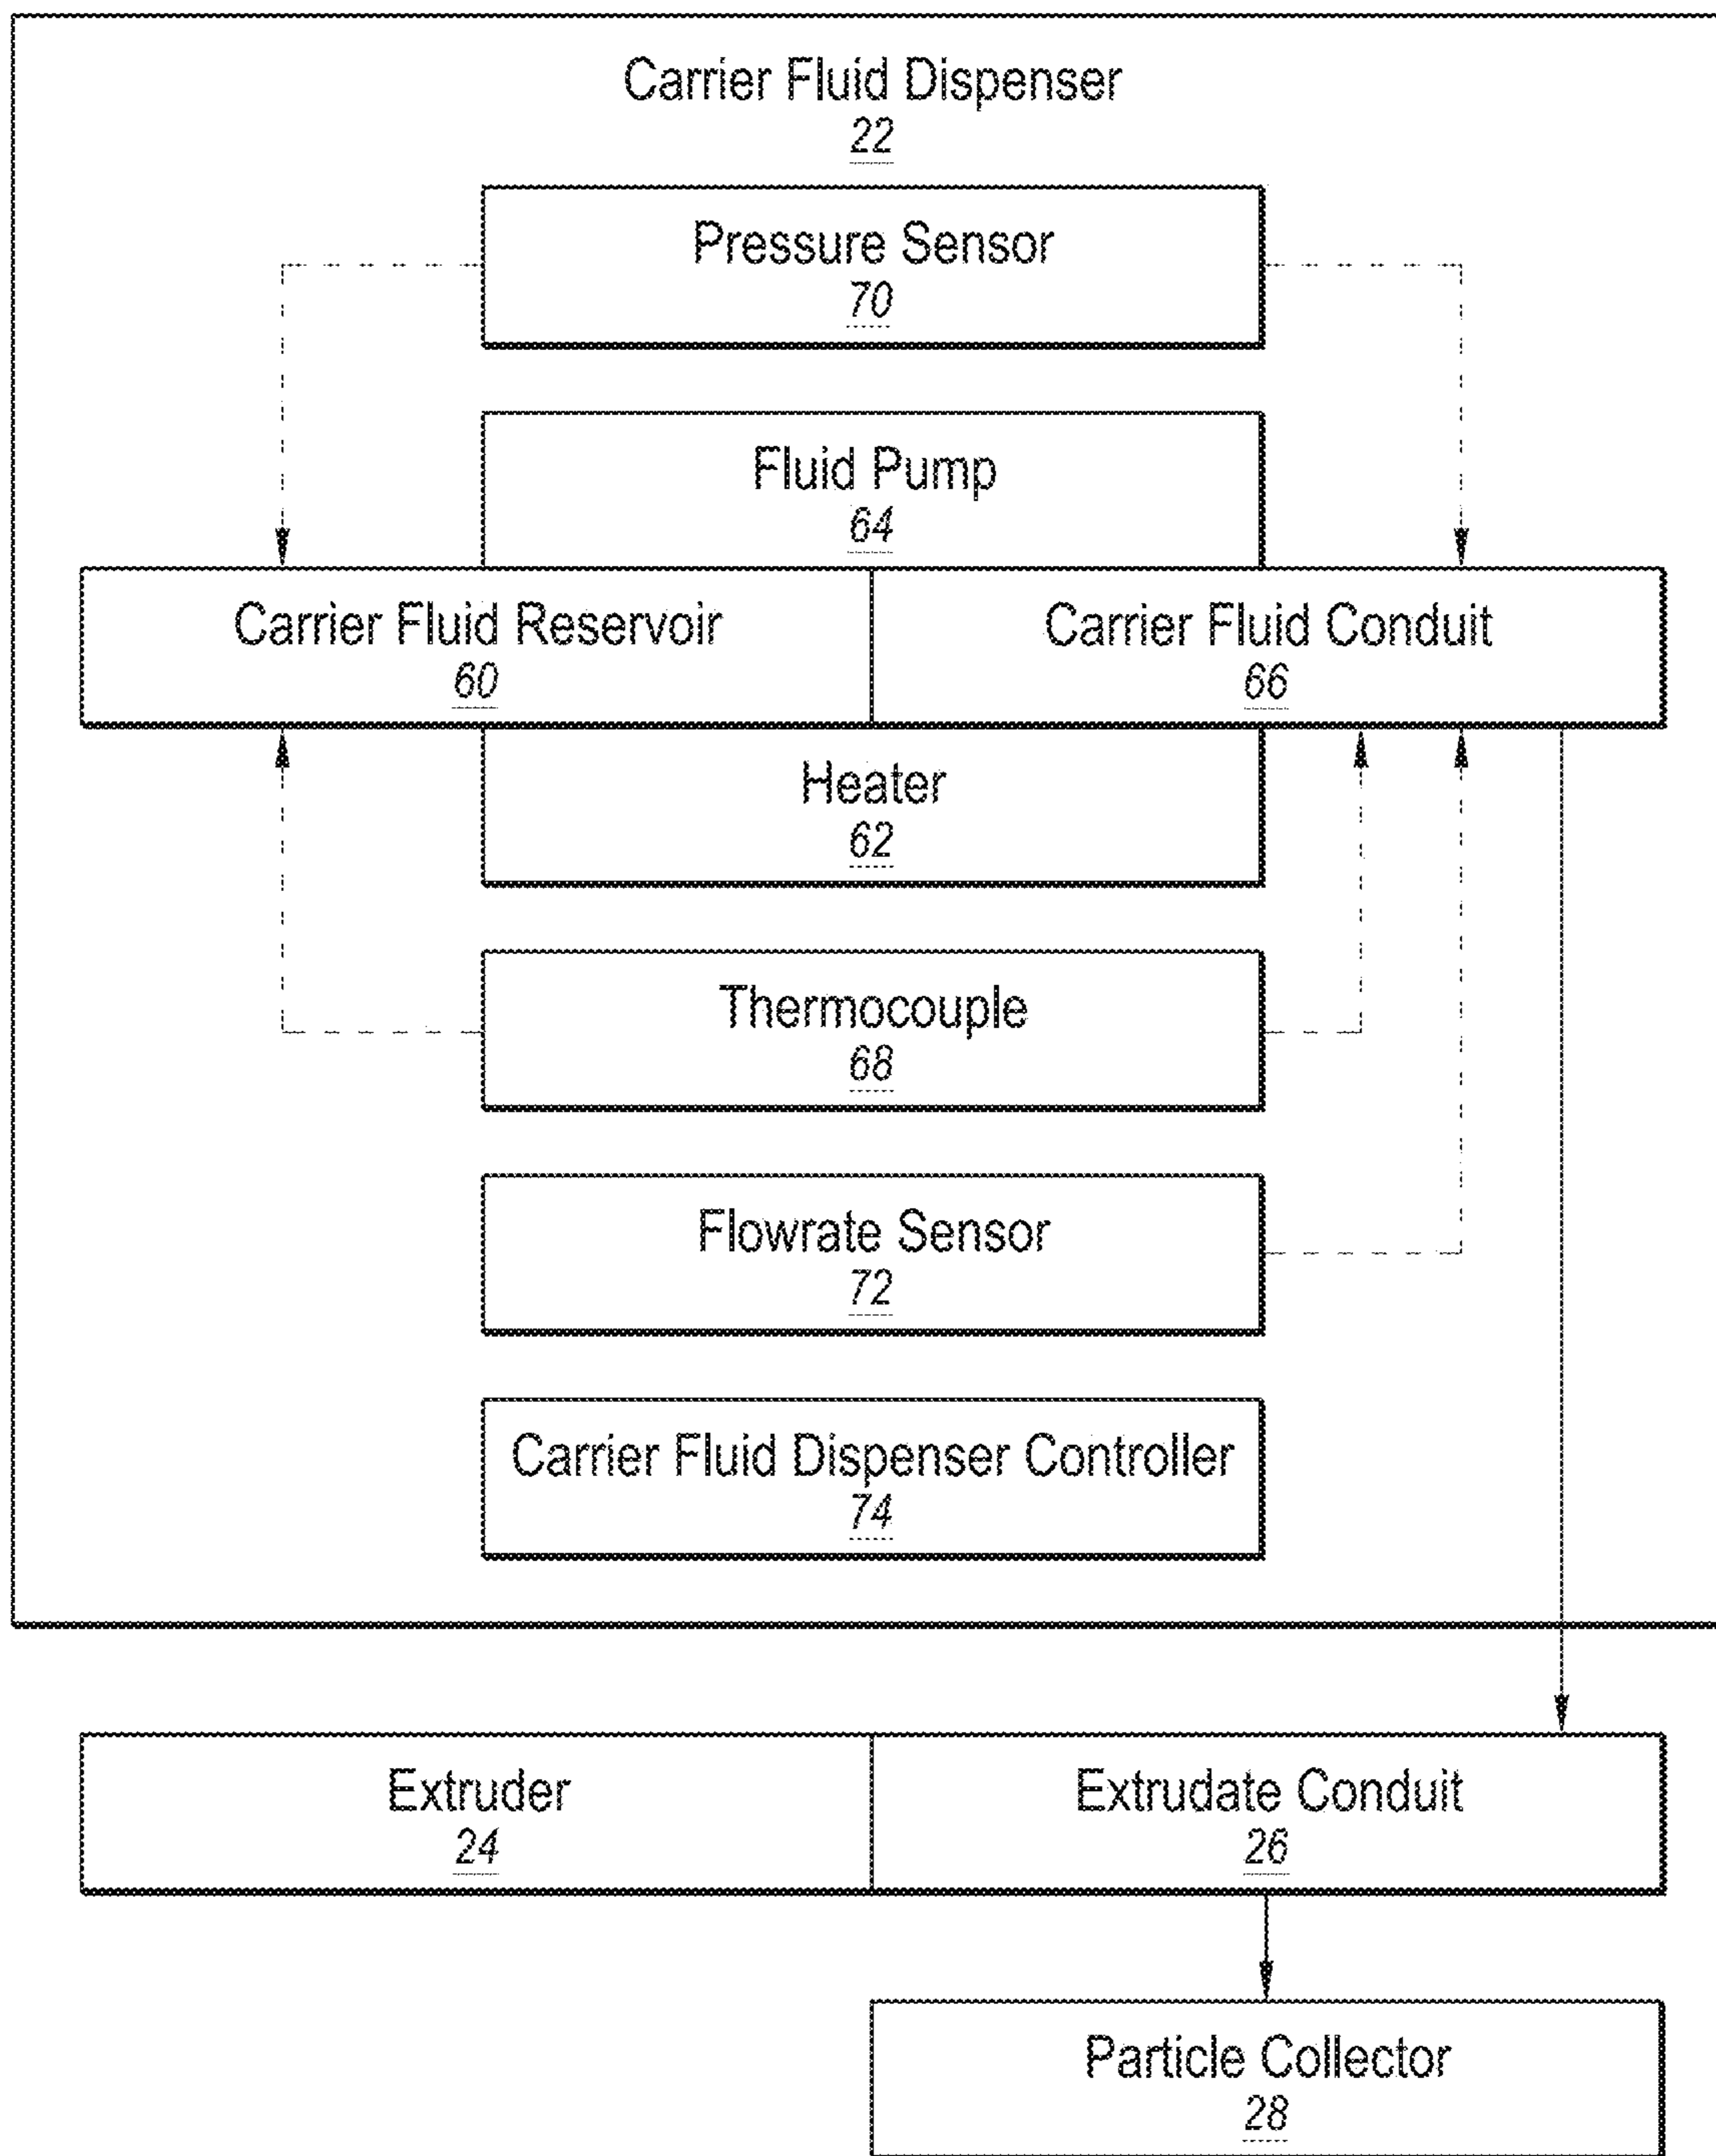 Carrier Fluid Dispenser
22
Pressure Sensor
70
Fluid Pump
64
Carrier Fluid Reservoir
60
Carrier Fluid Conduit
66
Heater
62
Thermocouple
68
Flowrate Sensor
72
Carrier Fluid Dispenser Controller
74
Extruder
24
Extrudate Conduit
26
Particle Collector
28